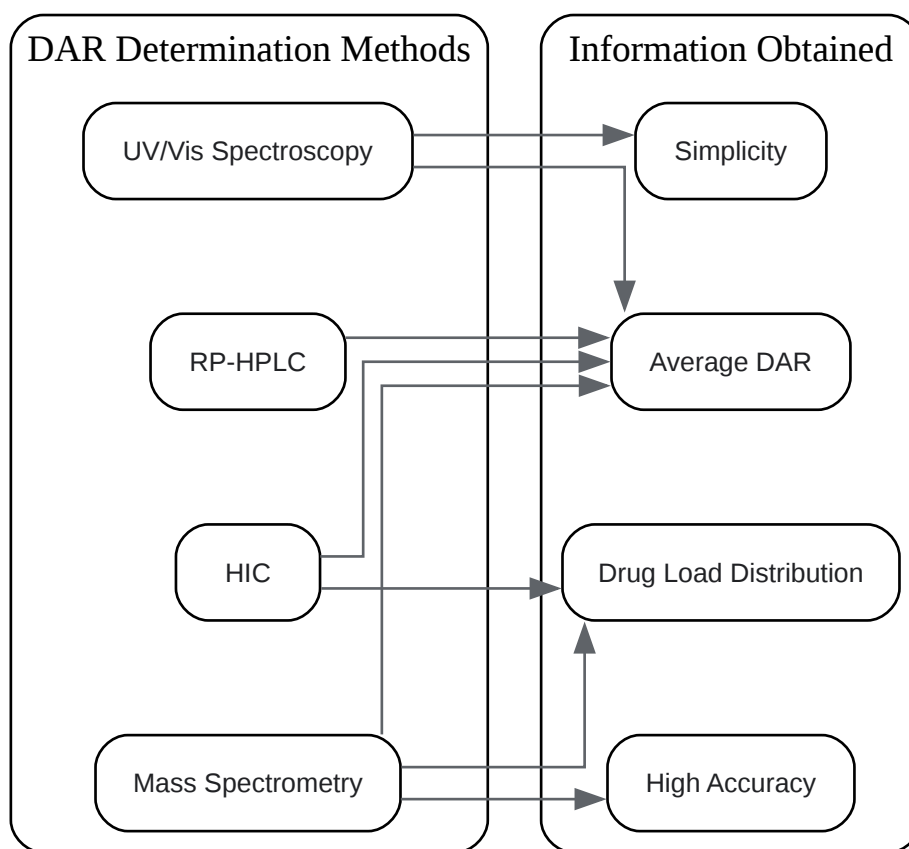 DAR Determination Methods
Information Obtained
UV/Vis Spectroscopy
Simplicity
RP-HPLC
Average DAR
HIC
Drug Load Distribution
Mass Spectrometry
High Accuracy